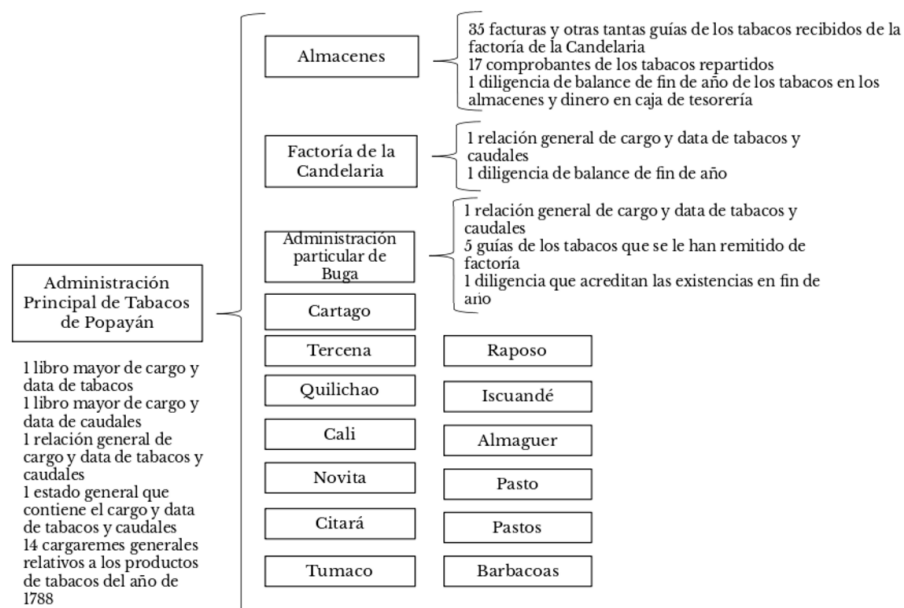 Administración
Principal de Tabacos
de Popayán
1 libro mayor de cargo y
data de tabacos
1 libro mayor de cargo y
data de caudales
1 relación general de
cargo y data de tabacos y
caudales
1 estado general que
contiene el cargo y data
de tabacos y caudales
14 cargaremes generales
relativos a los productos
de tabacos del año de
1788
Almacenes
35 facturas y otras tantas guías de los tabacos recibidos de la
factoría de la Candelaria
17 comprobantes de los tabacos repartidos
1 diligencia de balance de fin de año de los tabacos en los
almacenes y dinero en caja de tesorería
Factoría de la
Candelaria
1 relación general de cargo y data de tabacos y
caudales
1 diligencia de balance de fin de año
Administración
particular de
Buga
1 relación general de cargo y data de tabacos y
caudales
5 guías de los tabacos que se le han remitido de
factoría
1 diligencia que acreditan las existencias en fin de
año
Cartago
Tercena
Quilichao
Cali
Novita
Citará
Tumaco
Raposo
Iscuandé
Almaguer
Pasto
Pastos
Barbacoas